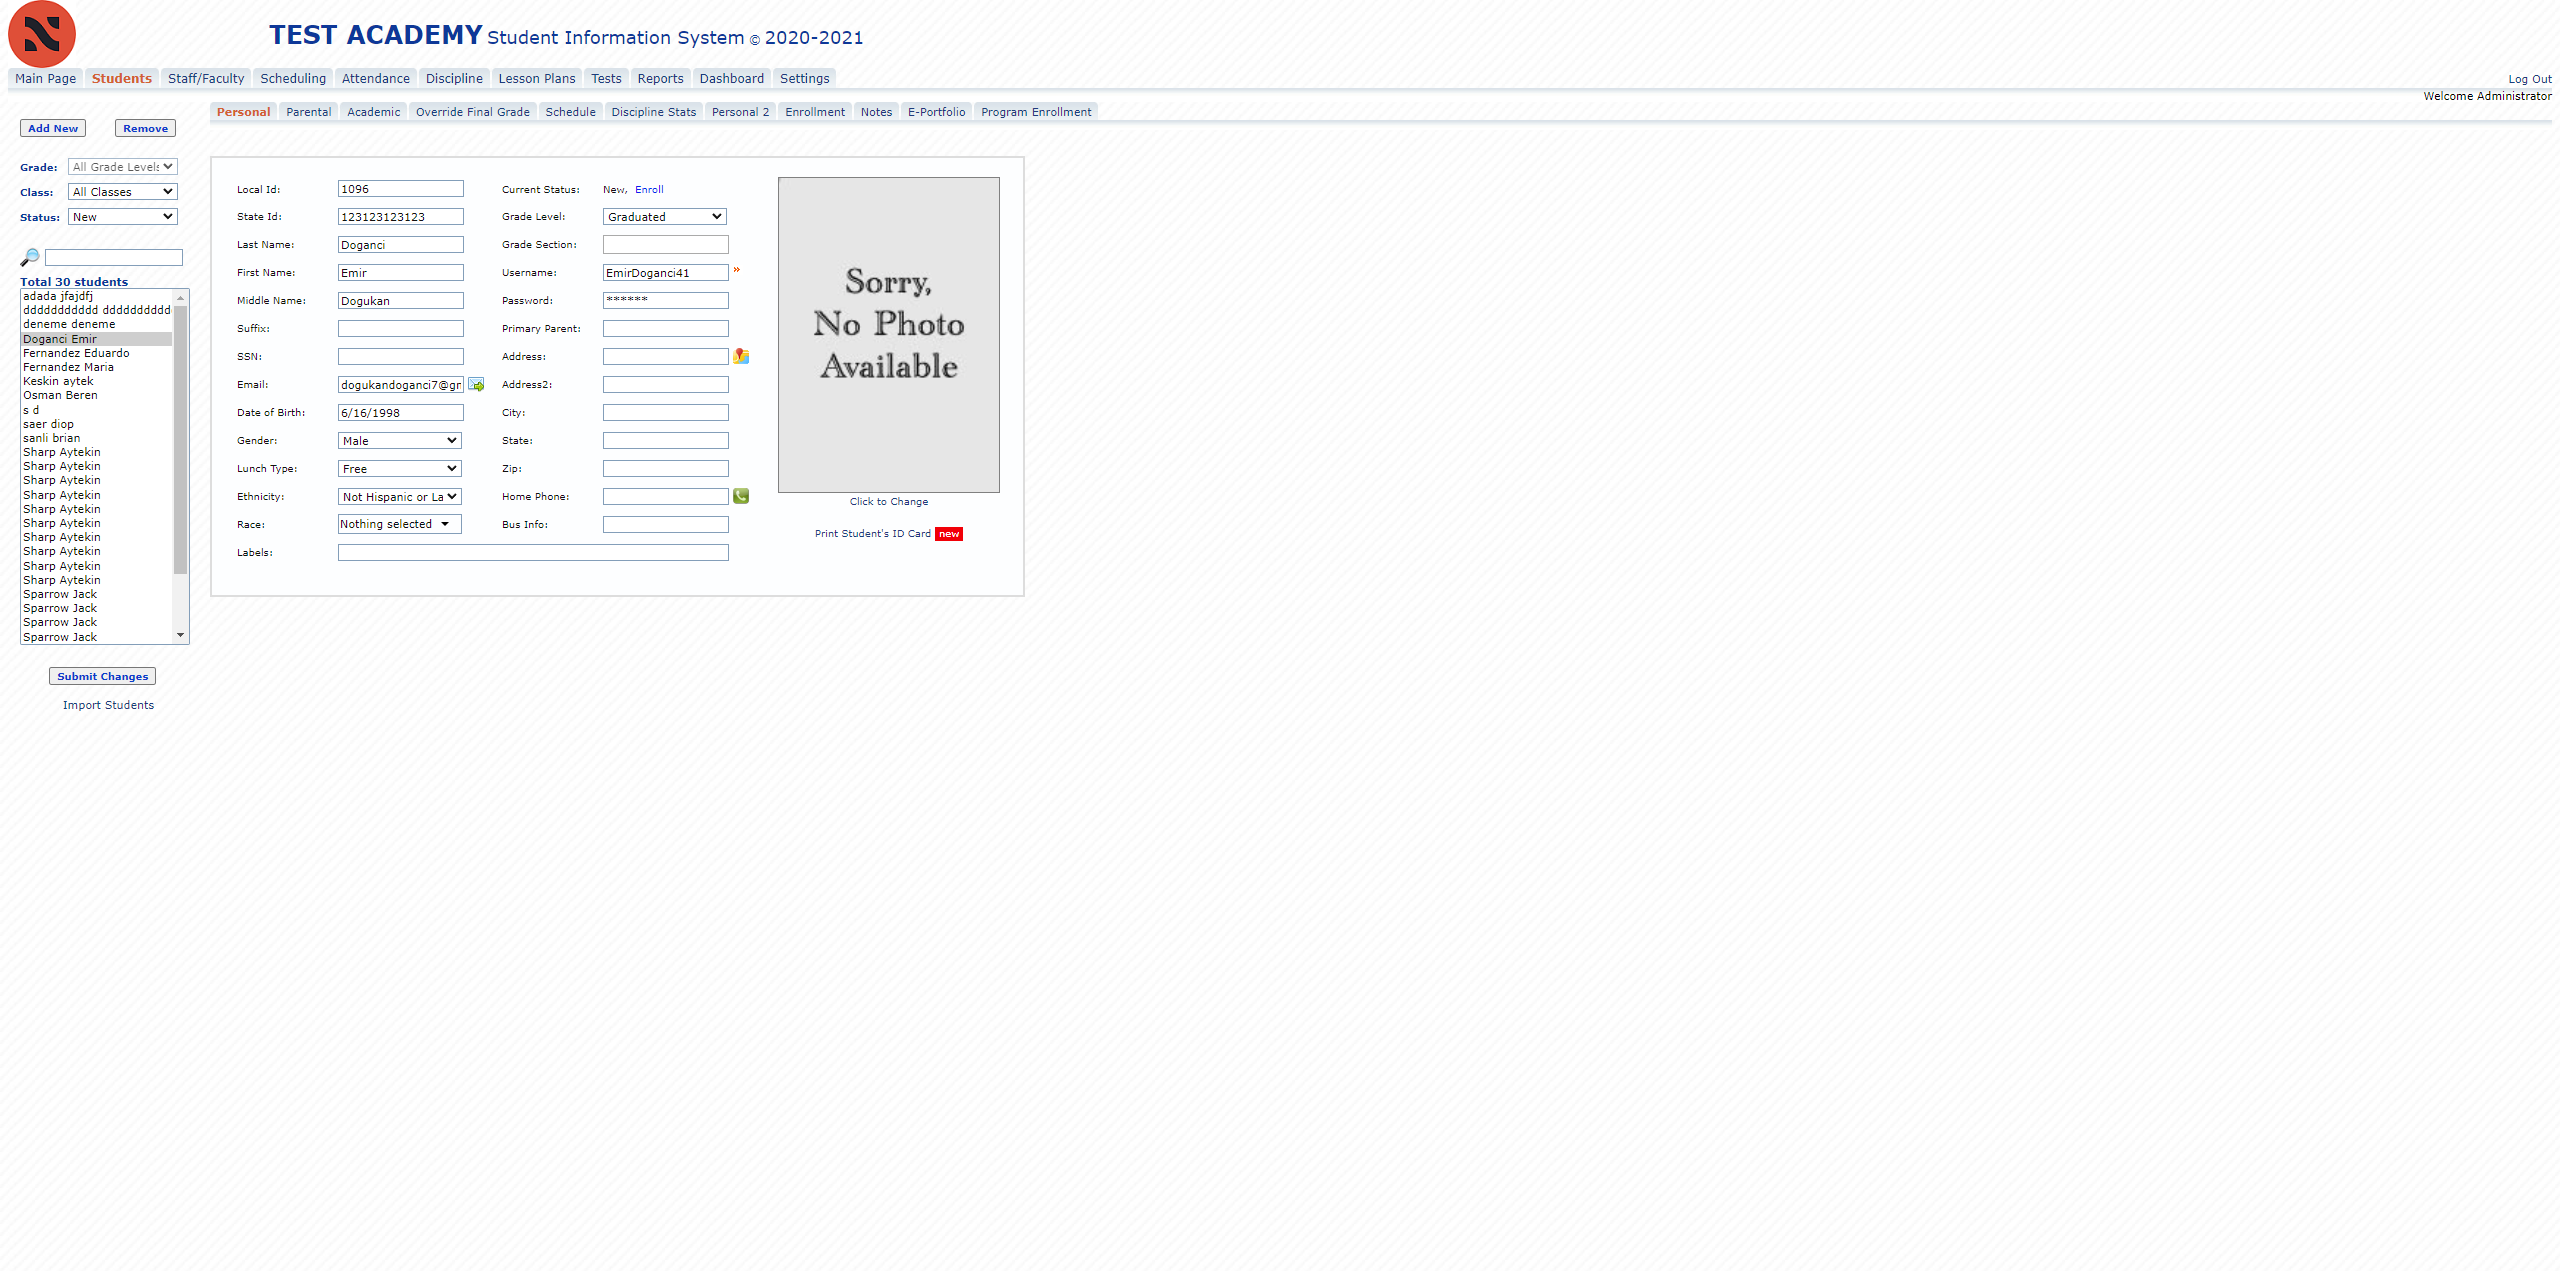 TEST ACADEMY Student Information System © 2020-2021
Main Page Students Staff/Faculty Scheduling Attendance Discipline Lesson Plans Tests Reports Dashboard Settings Log Out
Welcome Administrator
Personal Parental Academic Override Final Grade Schedule Discipline Stats Personal 2 Enrollment Notes E-Portfolio Program Enrollment
Add New Remove
Grade: All Grade Levels
Class: All Classes
Status: New
Total 30 students
adada jfajdfj
ddddddddddd ddddddddddd
deneme deneme
Doganci Emir
Fernandez Eduardo
Fernandez Maria
Keskin aytek
Osman Beren
s d
saer diop
sanli brian
Sharp Aytekin
Sharp Aytekin
Sharp Aytekin
Sharp Aytekin
Sharp Aytekin
Sharp Aytekin
Sharp Aytekin
Sharp Aytekin
Sharp Aytekin
Sharp Aytekin
Sparrow Jack
Sparrow Jack
Sparrow Jack
Sparrow Jack
Submit Changes
Import Students
Local Id: 1096 Current Status: New, Enroll
State Id: 123123123123 Grade Level: Graduated
Last Name: Doganci Grade Section:
First Name: Emir Username: EmirDoganci41 »
Middle Name: Dogukan Password: ******
Suffix: Primary Parent:
SSN: Address:
Email: dogukandoganci7@gr Address2:
Date of Birth: 6/16/1998 City:
Gender: Male State:
Lunch Type: Free Zip:
Ethnicity: Not Hispanic or La Home Phone:
Race: Nothing selected Bus Info:
Labels:
Sorry,
No Photo
Available
Click to Change
Print Student's ID Card new